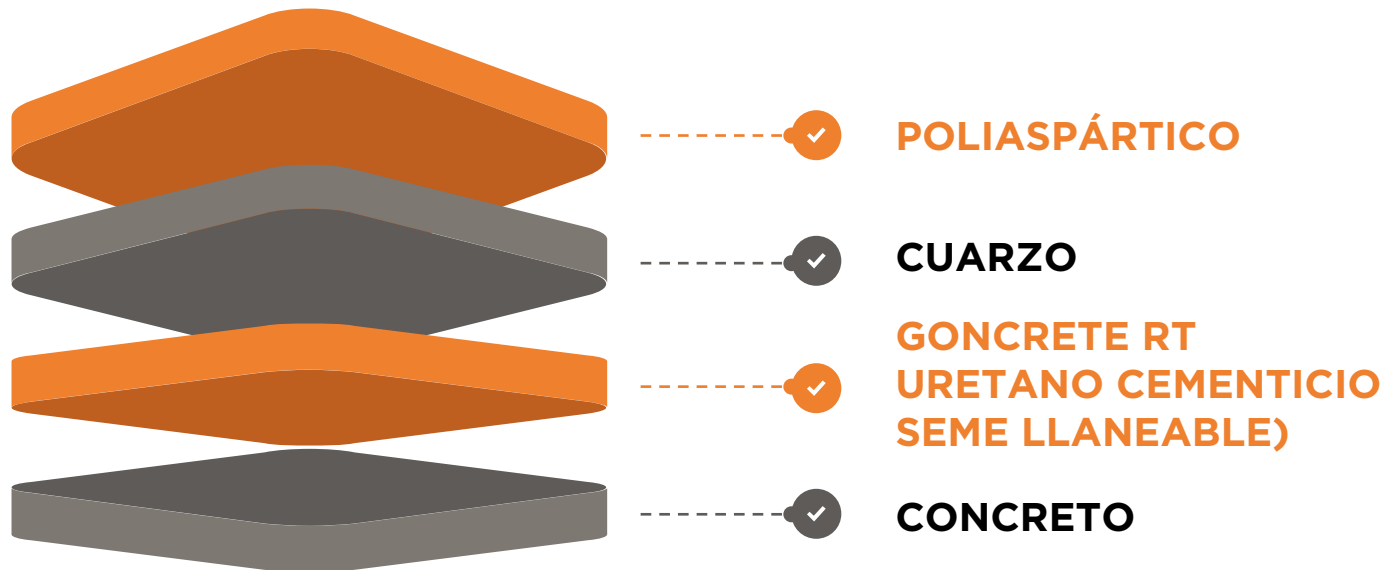 POLIASPÁRTICO
CUARZO
GONCRETE RT
URETANO CEMENTICIO
SEME LLANEABLE)
CONCRETO